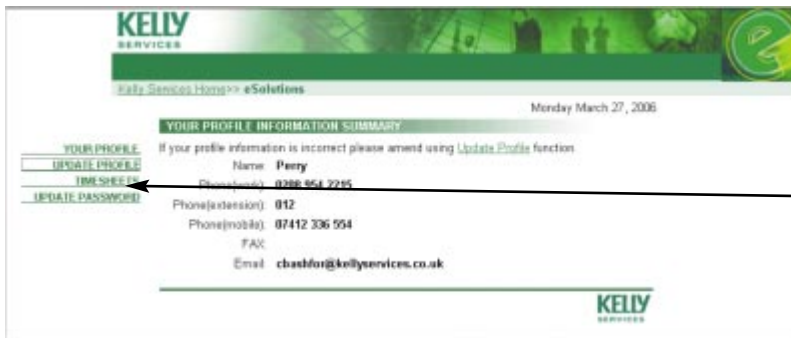 KELLY
SERVICES
Kelly Services Home>> eSolutions
Monday March 27, 2006
YOUR PROFILE INFORMATION SUMMARY
If your profile information is incorrect please amend using Update Profile function
YOUR PROFILE
UPDATE PROFILE
TIMESHEETS
UPDATE PASSWORD
Name: Perry
Phone(work): 0208 954 2215
Phone(extension): 012
Phone(mobile): 07412 336 554
FAX:
Email: cbashfor@kellyservices.co.uk
KELLY
SERVICES